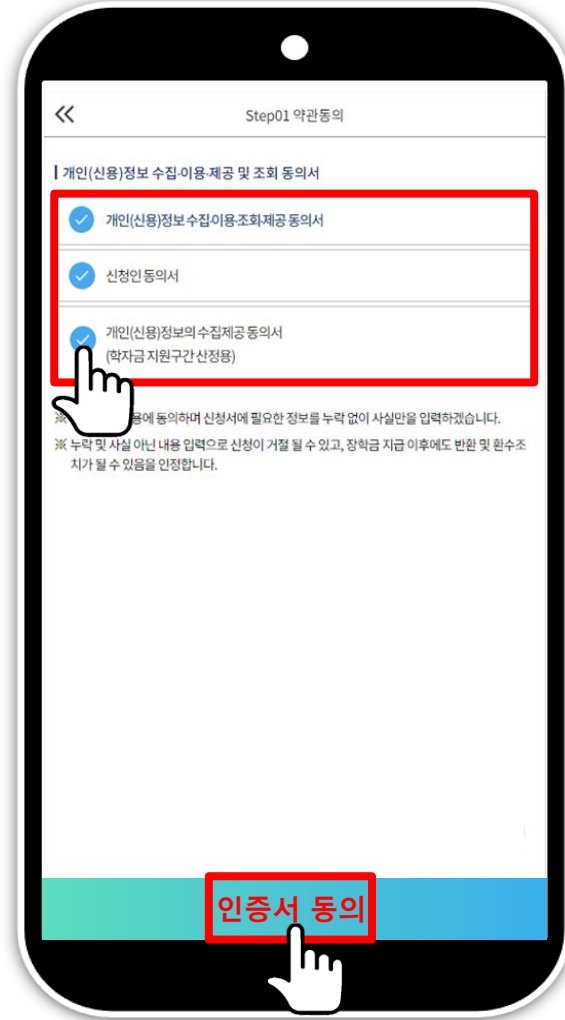 Step01 약관동의
개인(신용)정보 수집·이용·제공 및 조회 동의서
개인(신용)정보 수집·이용·조회·제공 동의서
신청인 동의서
개인(신용)정보의 수집제공 동의서
(학자금 지원구간 산정용)
※ 용에 동의하며 신청서에 필요한 정보를 누락 없이 사실만을 입력하겠습니다.
※ 누락 및 사실 아닌 내용 입력으로 신청이 거절 될 수 있고, 장학금 지급 이후에도 반환 및 환수조
치가 될 수 있음을 인정합니다.
인증서 동의